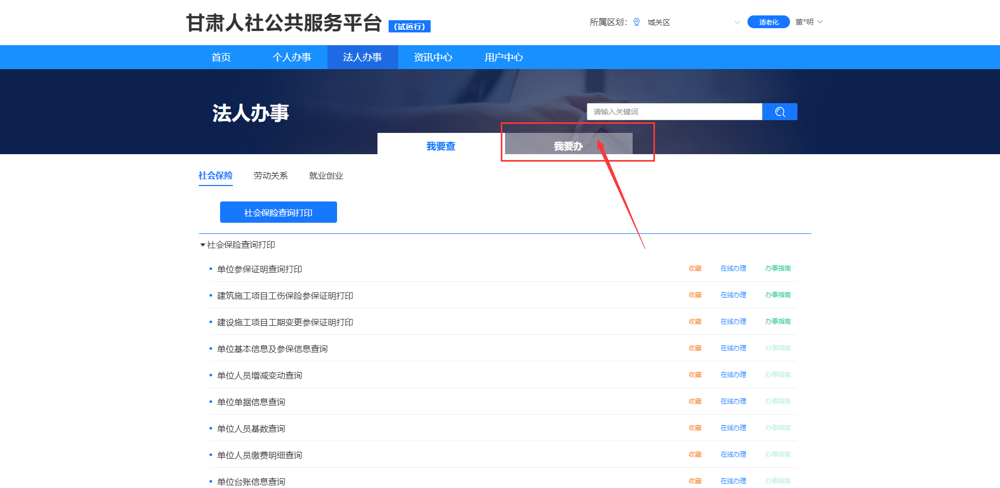 甘肃人社公共服务平台 (试运行) 所属区划： 城关区 适老化 董*明
首页 个人办事 法人办事 资讯中心 用户中心
法人办事 请输入关键词
我要查 我要办
社会保险 劳动关系 就业创业
社会保险查询打印
社会保险查询打印
单位参保证明查询打印 收藏 在线办理 办事指南
建筑施工项目工伤保险参保证明打印 收藏 在线办理 办事指南
建设施工项目工期变更参保证明打印 收藏 在线办理 办事指南
单位基本信息及参保信息查询 收藏 在线办理 办事指南
单位人员增减变动查询 收藏 在线办理 办事指南
单位单据信息查询 收藏 在线办理 办事指南
单位人员基数查询 收藏 在线办理 办事指南
单位人员缴费明细查询 收藏 在线办理 办事指南
单位台账信息查询 收藏 在线办理 办事指南